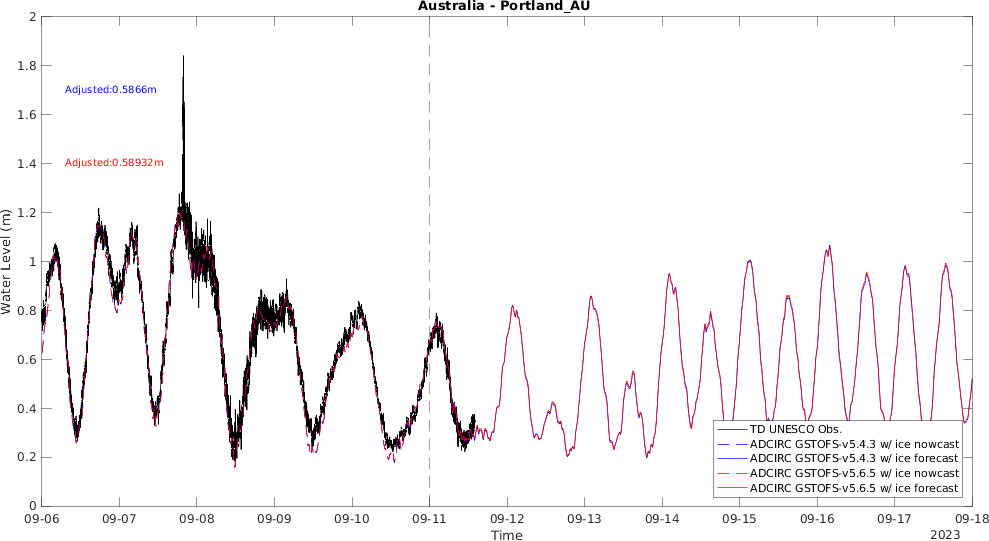 Australia - Portland_AU
Water Level (m)
2
1.8
1.6
1.4
1.2
1
0.8
0.6
0.4
0.2
0
Adjusted:0.5866m
Adjusted:0.58932m
TD UNESCO Obs.
ADCIRC GSTOFS-v5.4.3 w/ ice nowcast
ADCIRC GSTOFS-v5.4.3 w/ ice forecast
ADCIRC GSTOFS-v5.6.5 w/ ice nowcast
ADCIRC GSTOFS-v5.6.5 w/ ice forecast
09-06 09-07 09-08 09-09 09-10 09-11 09-12 09-13 09-14 09-15 09-16 09-17 09-18
Time
2023